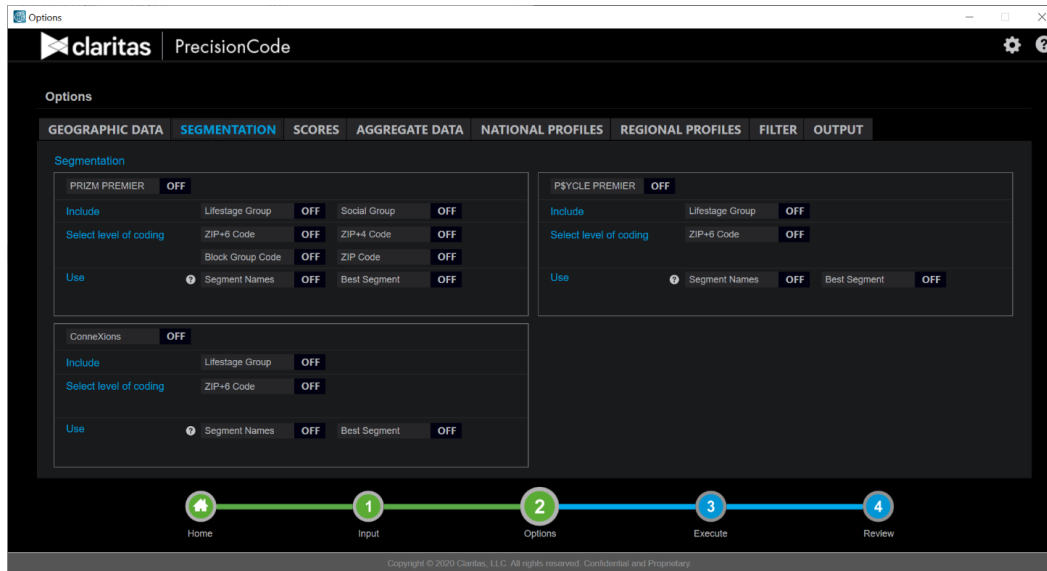 Options
claritas PrecisionCode
Options
GEOGRAPHIC DATA SEGMENTATION SCORES AGGREGATE DATA NATIONAL PROFILES REGIONAL PROFILES FILTER OUTPUT
Segmentation
PRIZM PREMIER OFF
Include Lifestage Group OFF Social Group OFF
Select level of coding ZIP+6 Code OFF ZIP+4 Code OFF
Block Group Code OFF ZIP Code OFF
Use ? Segment Names OFF Best Segment OFF
P$YCLE PREMIER OFF
Include Lifestage Group OFF
Select level of coding ZIP+6 Code OFF
Use ? Segment Names OFF Best Segment OFF
ConneXions OFF
Include Lifestage Group OFF
Select level of coding ZIP+6 Code OFF
Use ? Segment Names OFF Best Segment OFF
1 2 3 4
Home Input Options Execute Review
Copyright © 2020 Claritas, LLC. All rights reserved. Confidential and Proprietary.